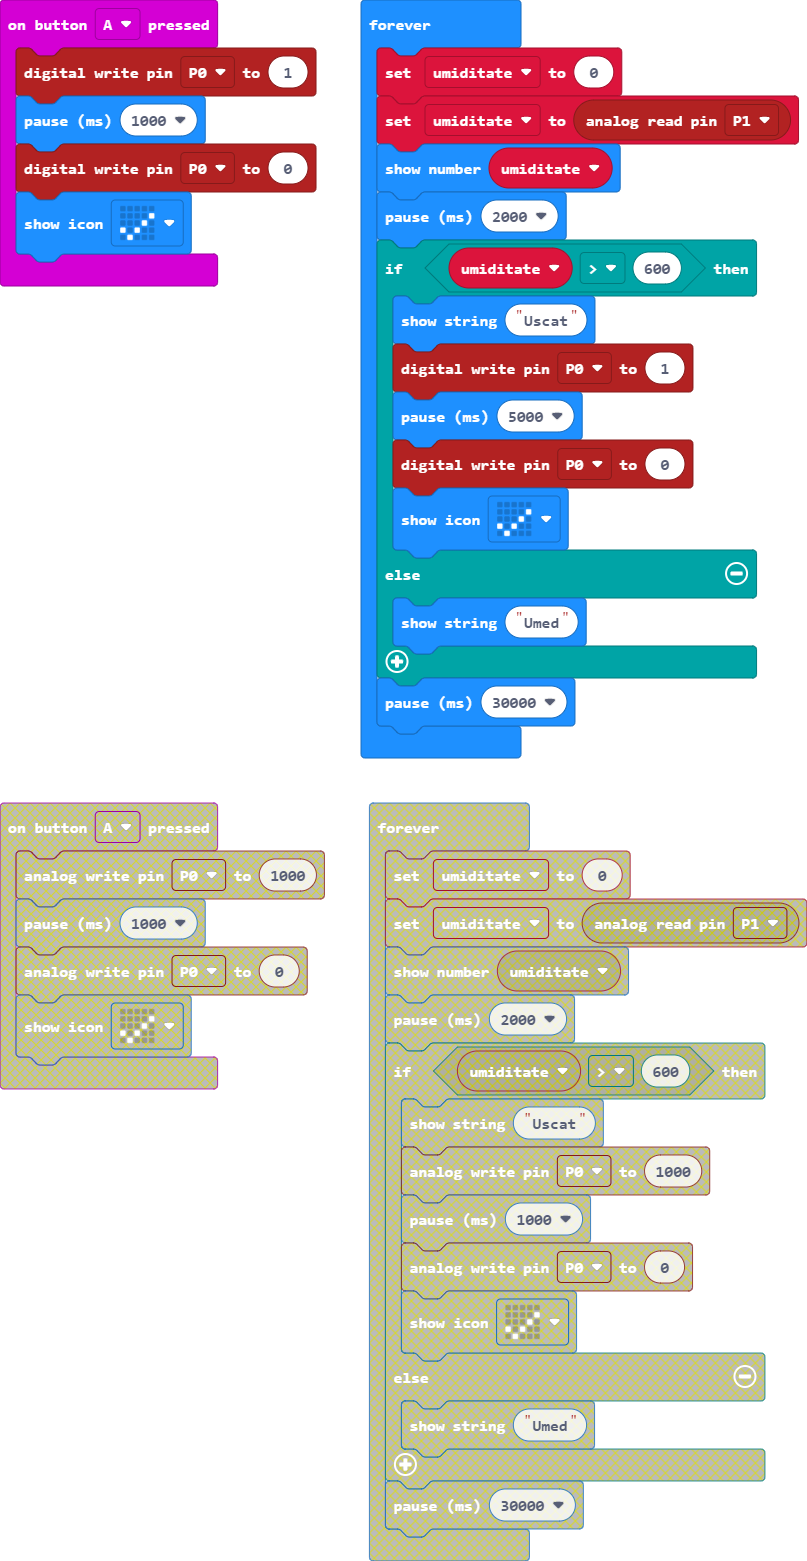 on button A pressed
digital write pin P0 to 1
pause (ms) 1000
digital write pin P0 to 0
show icon
forever
set umiditate to 0
set umiditate to analog read pin P1
show number umiditate
pause (ms) 2000
if umiditate > 600 then
show string "Uscat"
digital write pin P0 to 1
pause (ms) 5000
digital write pin P0 to 0
show icon
else
show string "Umed"
pause (ms) 30000
on button A pressed
analog write pin P0 to 1000
pause (ms) 1000
analog write pin P0 to 0
show icon
forever
set umiditate to 0
set umiditate to analog read pin P1
show number umiditate
pause (ms) 2000
if umiditate > 600 then
show string "Uscat"
analog write pin P0 to 1000
pause (ms) 1000
analog write pin P0 to 0
show icon
else
show string "Umed"
pause (ms) 30000